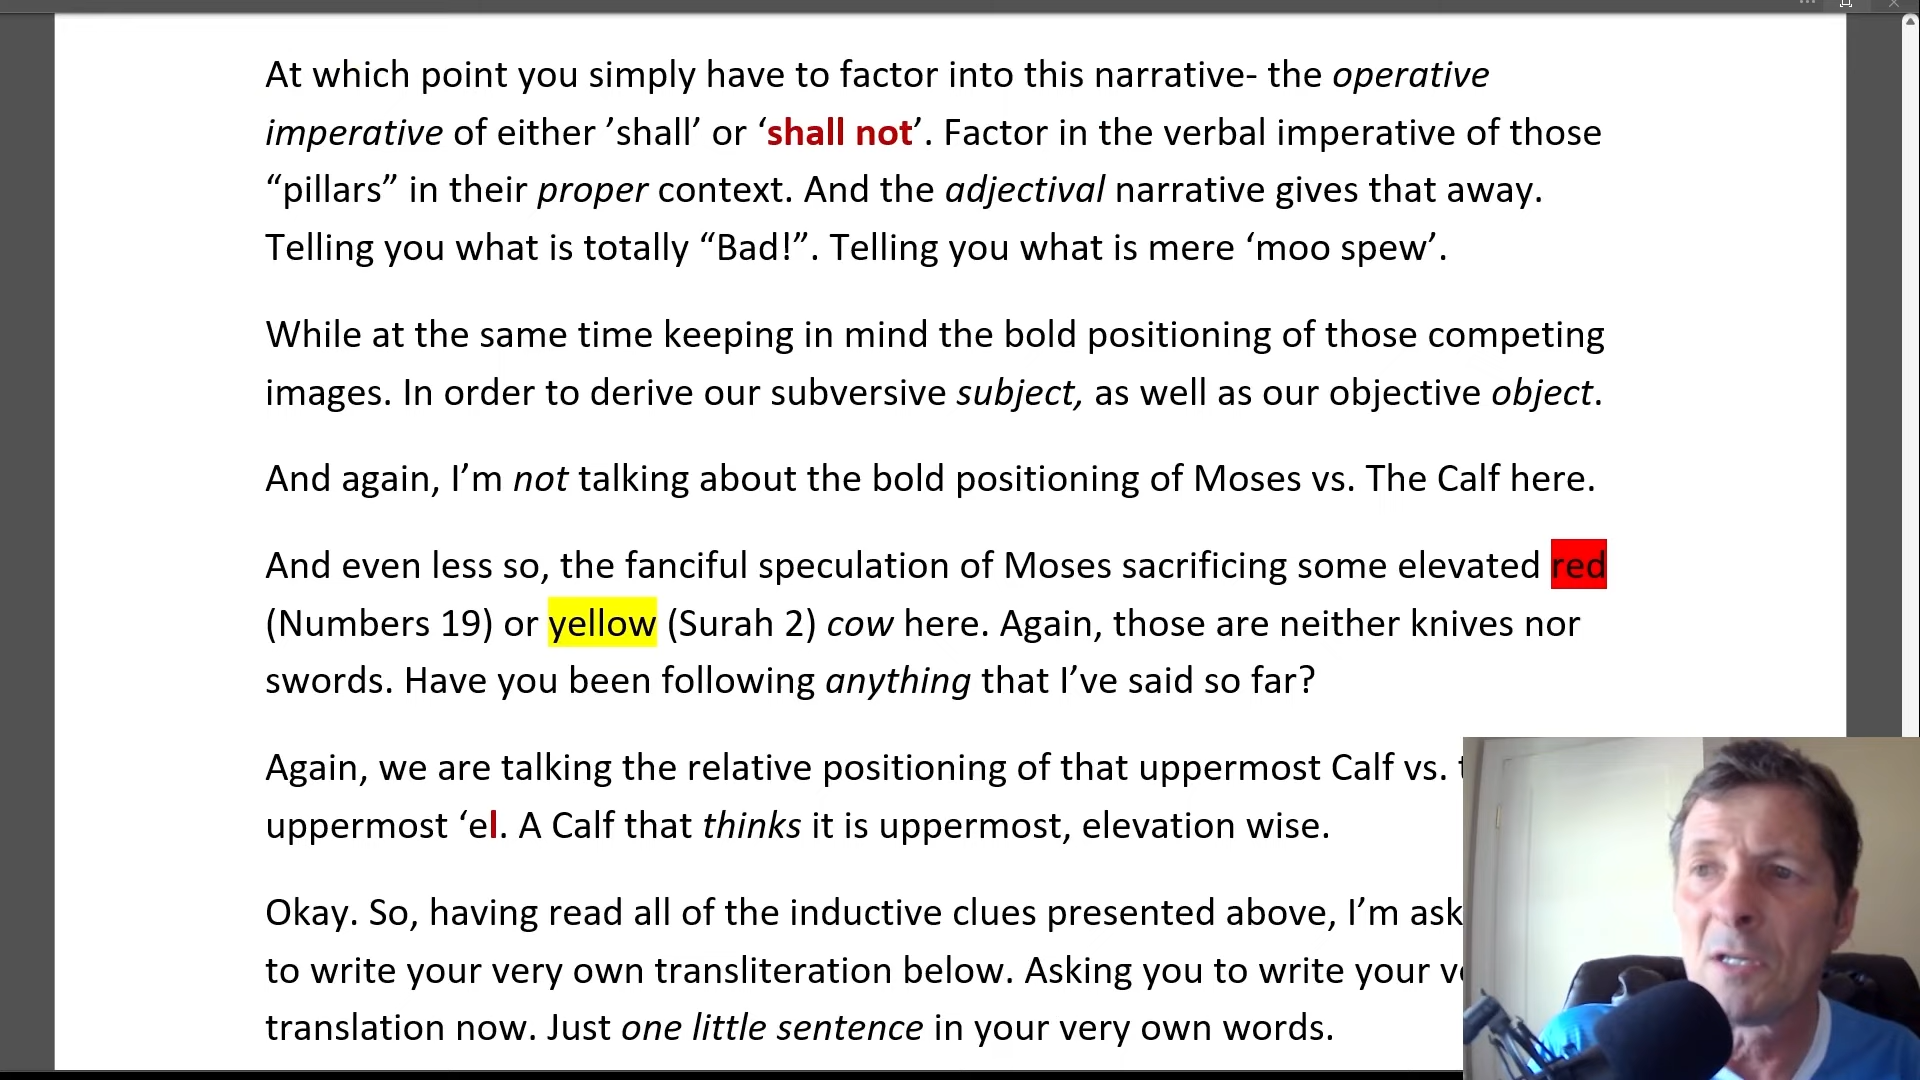 At which point you simply have to factor into this narrative- the operative
imperative of either ’shall’ or ‘shall not’. Factor in the verbal imperative of those
“pillars” in their proper context. And the adjectival narrative gives that away.
Telling you what is totally “Bad!”. Telling you what is mere ‘moo spew’.
While at the same time keeping in mind the bold positioning of those competing
images. In order to derive our subversive subject, as well as our objective object.
And again, I’m not talking about the bold positioning of Moses vs. The Calf here.
And even less so, the fanciful speculation of Moses sacrificing some elevated red
(Numbers 19) or yellow (Surah 2) cow here. Again, those are neither knives nor
swords. Have you been following anything that I’ve said so far?
Again, we are talking the relative positioning of that uppermost Calf vs.
uppermost ‘el. A Calf that thinks it is uppermost, elevation wise.
Okay. So, having read all of the inductive clues presented above, I’m ask
to write your very own transliteration below. Asking you to write your
translation now. Just one little sentence in your very own words.